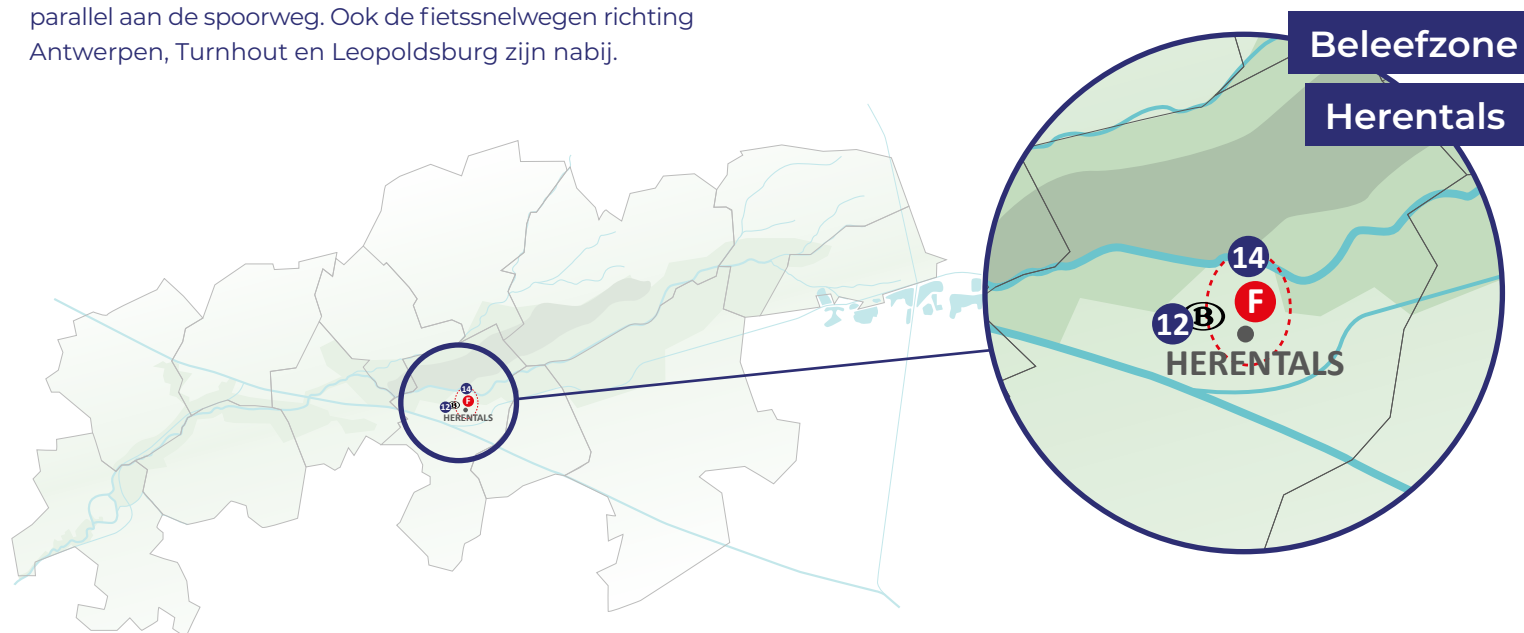 parallel aan de spoorweg. Ook de fietssnelwegen richting
Antwerpen, Turnhout en Leopoldsburg zijn nabij.
Beleefzone
Herentals
14
F
12 B
HERENTALS
14
F
12 B
HERENTALS